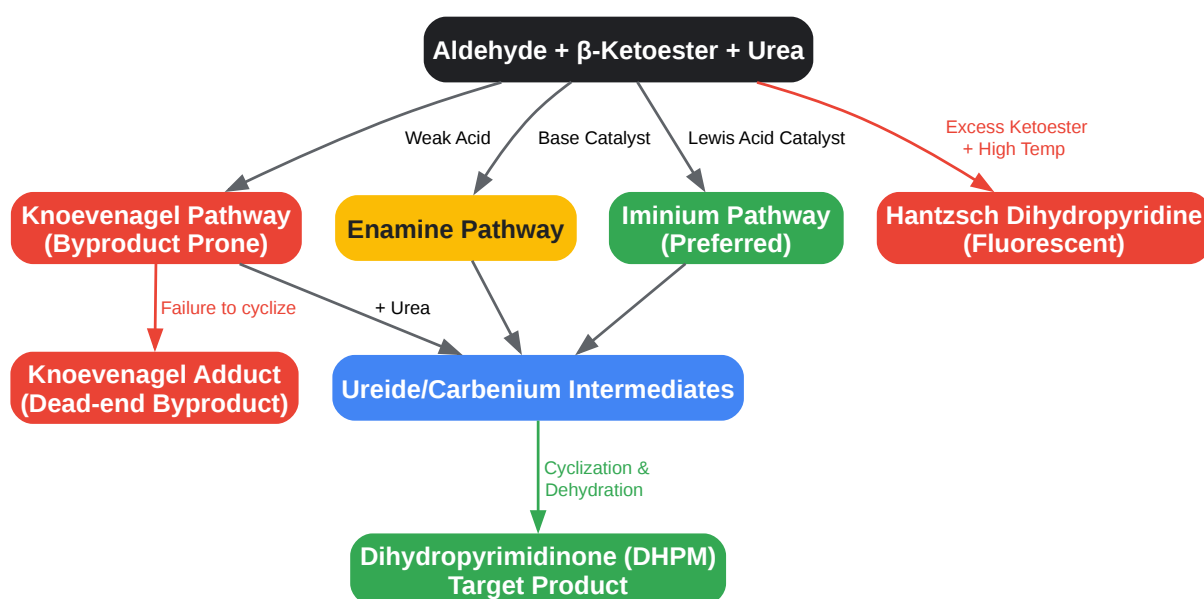 Aldehyde + β-Ketoester + Urea
Weak Acid
Base Catalyst
Lewis Acid Catalyst
Excess Ketoester
+ High Temp
Knoevenagel Pathway
(Byproduct Prone)
Enamine Pathway
Iminium Pathway
(Preferred)
Hantzsch Dihydropyridine
(Fluorescent)
Failure to cyclize
+ Urea
Knoevenagel Adduct
(Dead-end Byproduct)
Ureide/Carbenium Intermediates
Cyclization &
Dehydration
Dihydropyrimidinone (DHPM)
Target Product